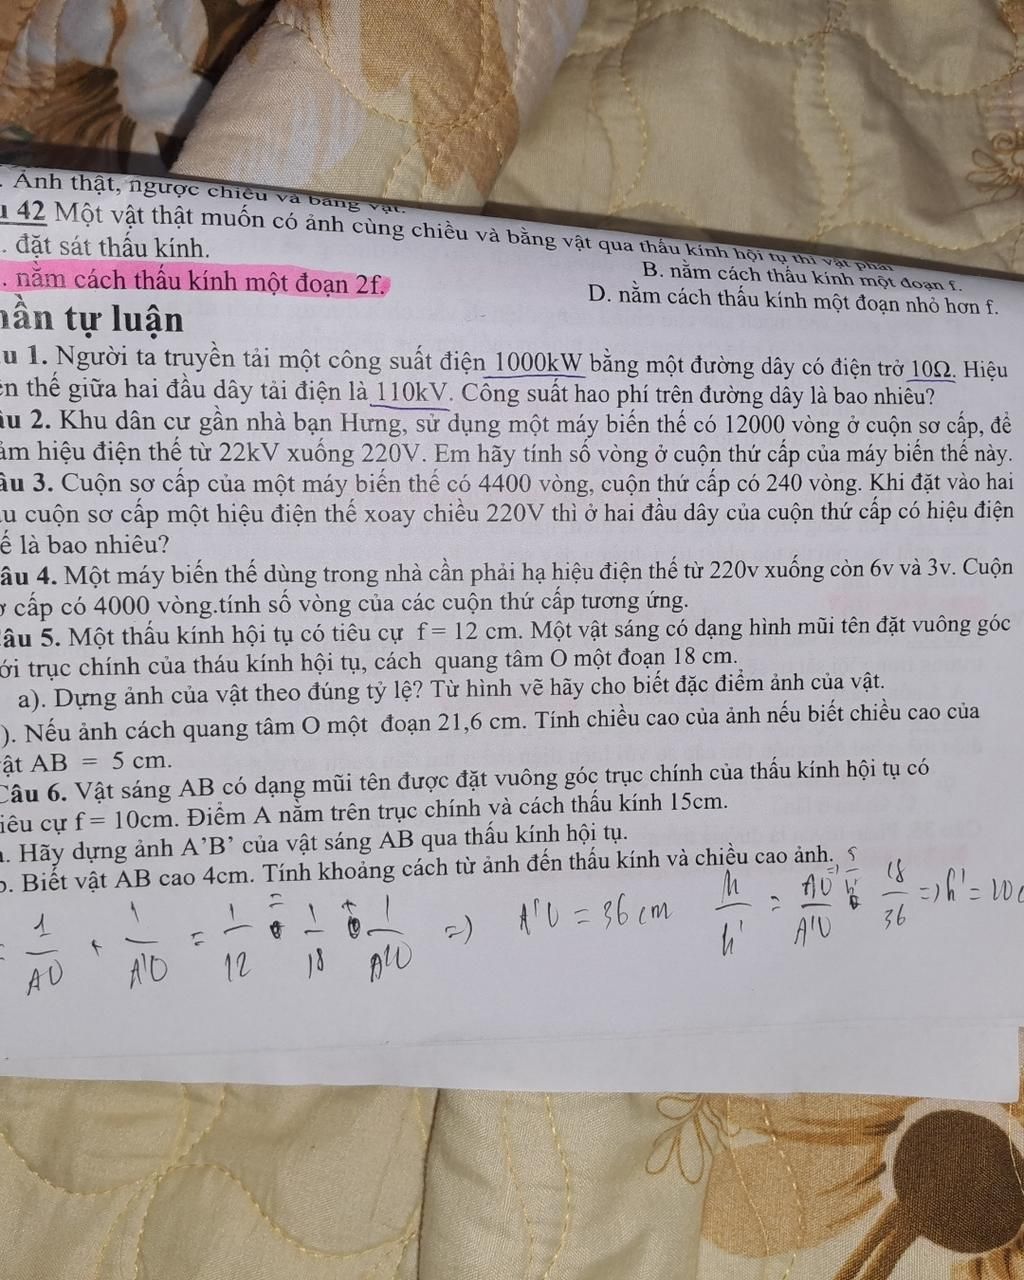 . Ảnh thật, ngược chiều và bằng vật.
42 Một vật thật muốn có ảnh cùng chiều và bằng vật qua thấu kính hội tụ thì vật phải
. đặt sát thấu kính.
B. nằm cách thấu kính một đoạn f.
. nằm cách thấu kính một đoạn 2f.
D. nằm cách thấu kính một đoạn nhỏ hơn f.
ần tự luận
u 1. Người ta truyền tải một công suất điện 1000kW bằng một đường dây có điện trở 10Ω. Hiệu
ện thế giữa hai đầu dây tải điện là 110kV. Công suất hao phí trên đường dây là bao nhiêu?
âu 2. Khu dân cư gần nhà bạn Hưng, sử dụng một máy biến thế có 12000 vòng ở cuộn sơ cấp, để
ảm hiệu điện thế từ 22kV xuống 220V. Em hãy tính số vòng ở cuộn thứ cấp của máy biến thế này.
âu 3. Cuộn sơ cấp của một máy biến thế có 4400 vòng, cuộn thứ cấp có 240 vòng. Khi đặt vào hai
u cuộn sơ cấp một hiệu điện thế xoay chiều 220V thì ở hai đầu dây của cuộn thứ cấp có hiệu điện
ế là bao nhiêu?
âu 4. Một máy biến thế dùng trong nhà cần phải hạ hiệu điện thế từ 220v xuống còn 6v và 3v. Cuộn
ơ cấp có 4000 vòng.tính số vòng của các cuộn thứ cấp tương ứng.
âu 5. Một thấu kính hội tụ có tiêu cự f = 12 cm. Một vật sáng có dạng hình mũi tên đặt vuông góc
ới trục chính của tháu kính hội tụ, cách quang tâm O một đoạn 18 cm.
a). Dựng ảnh của vật theo đúng tỷ lệ? Từ hình vẽ hãy cho biết đặc điểm ảnh của vật.
). Nếu ảnh cách quang tâm O một đoạn 21,6 cm. Tính chiều cao của ảnh nếu biết chiều cao của
ật AB = 5 cm.
Câu 6. Vật sáng AB có dạng mũi tên được đặt vuông góc trục chính của thấu kính hội tụ có
iêu cự f = 10cm. Điểm A nằm trên trục chính và cách thấu kính 15cm.
. Hãy dựng ảnh A’B’ của vật sáng AB qua thấu kính hội tụ.
b. Biết vật AB cao 4cm. Tính khoảng cách từ ảnh đến thấu kính và chiều cao ảnh.
= 1/AO + 1/A'O = 1/12 = 1/18 + 1/A'O => A'O = 36 cm h/h' = AO/A'O => 5/h' = 18/36 => h' = 10